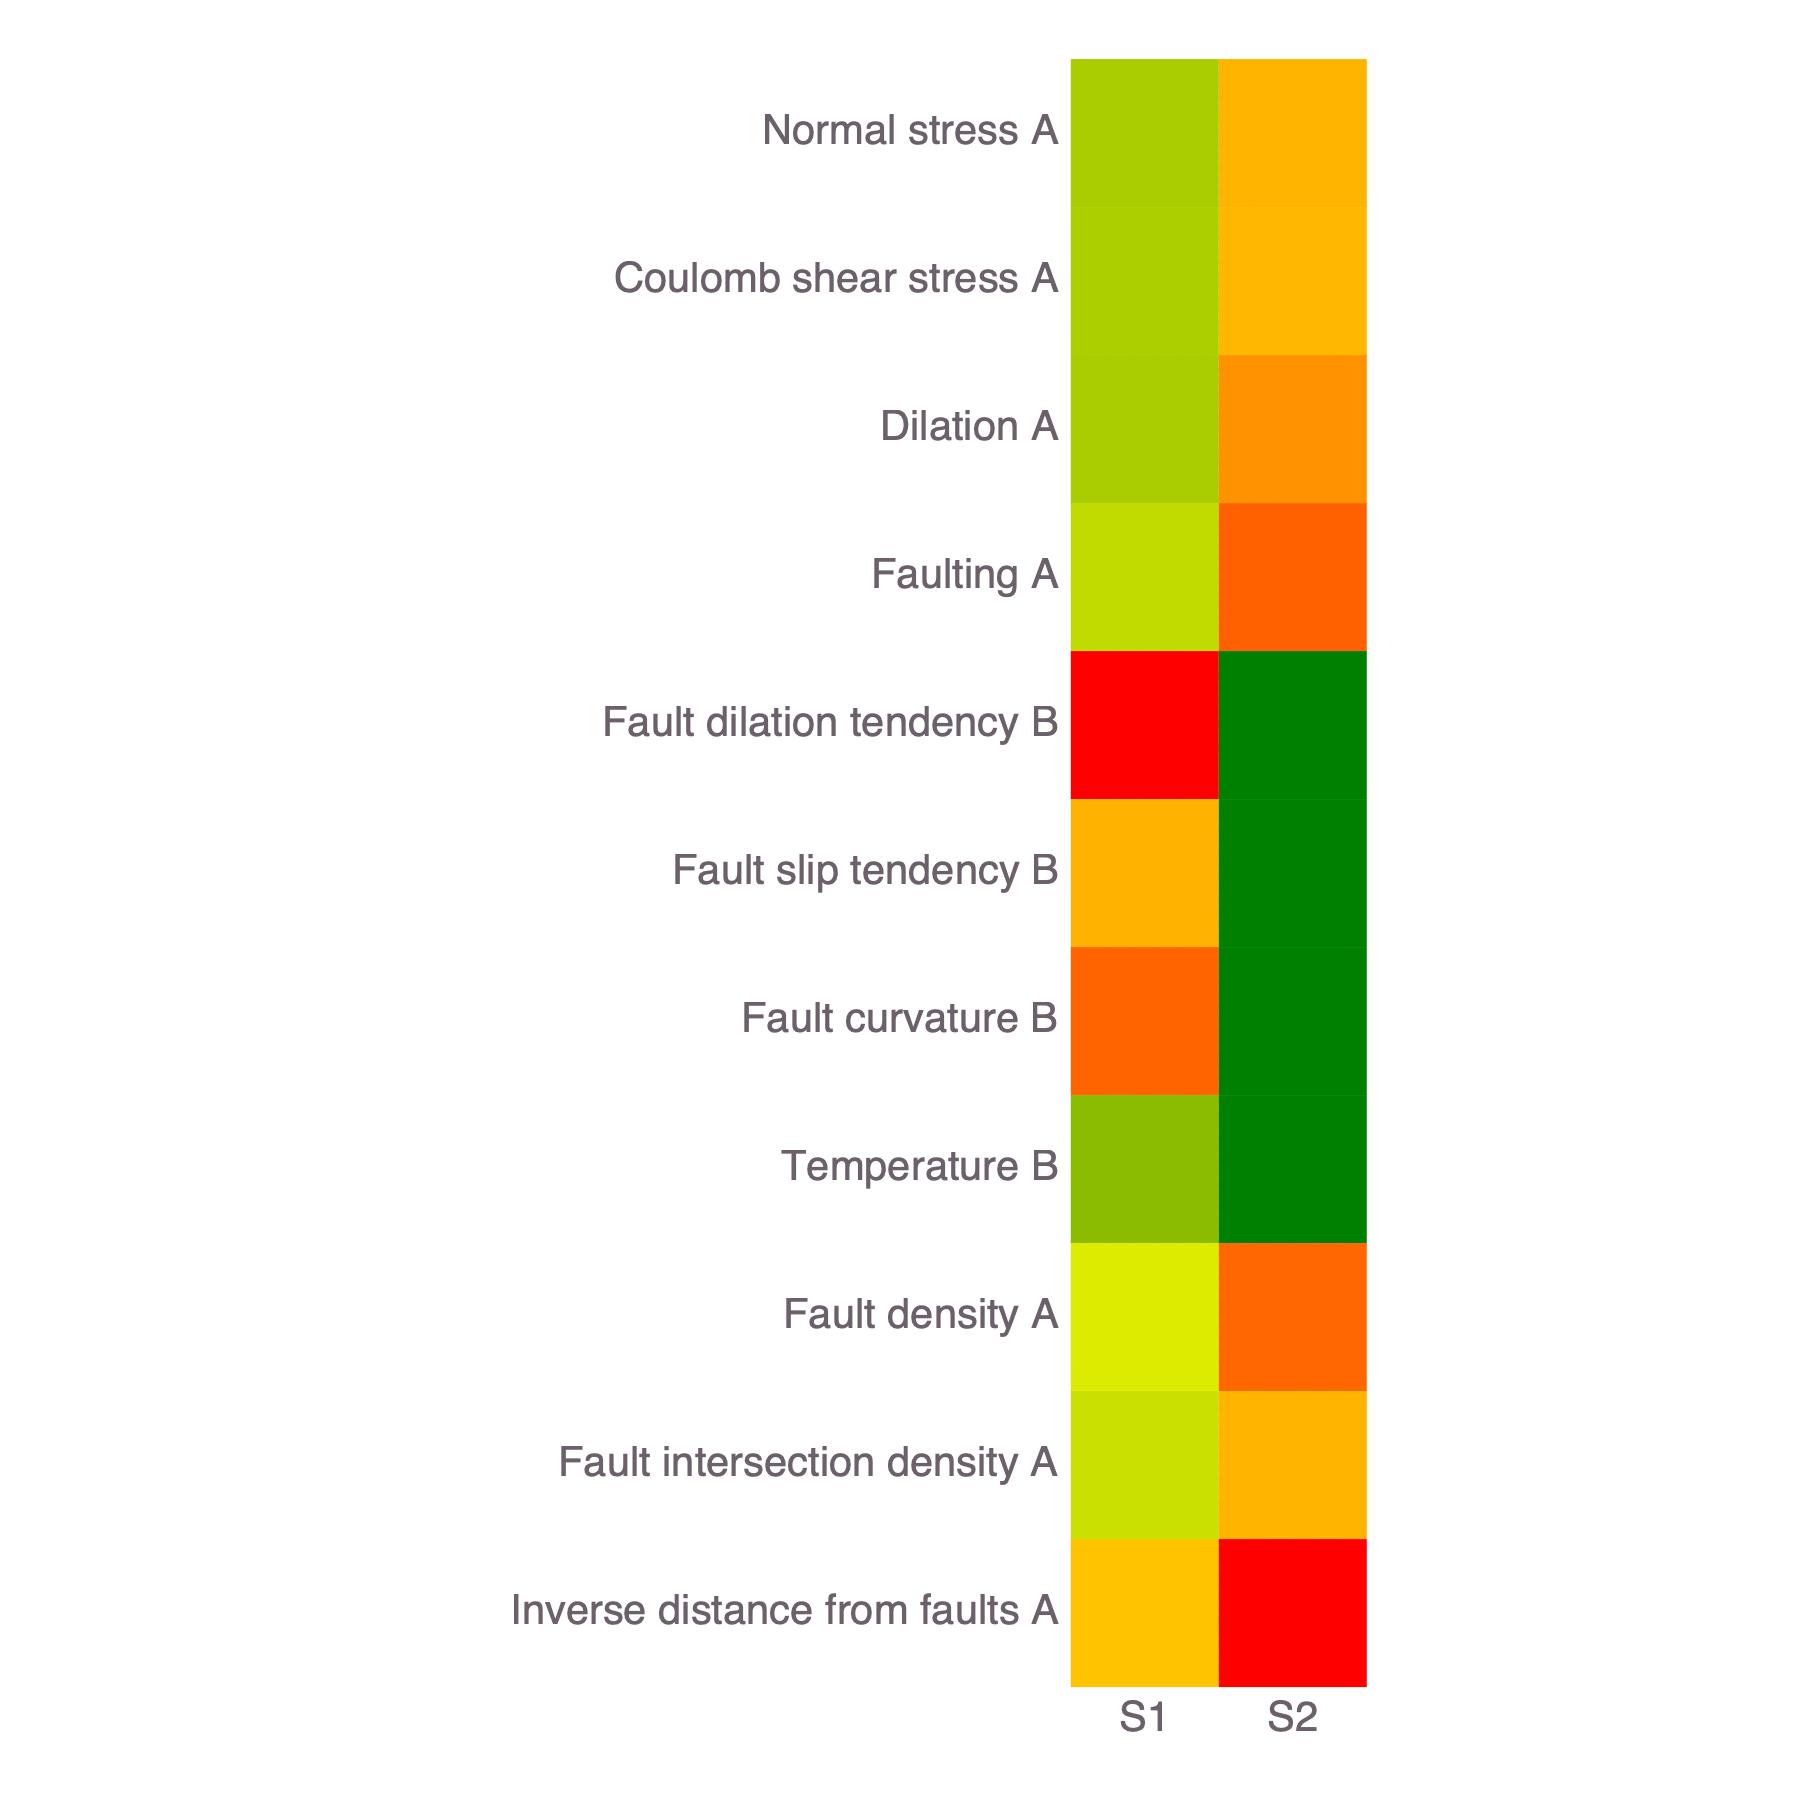 Normal stress A
Coulomb shear stress A
Dilation A
Faulting A
Fault dilation tendency B
Fault slip tendency B
Fault curvature B
Temperature B
Fault density A
Fault intersection density A
Inverse distance from faults A
S1 S2